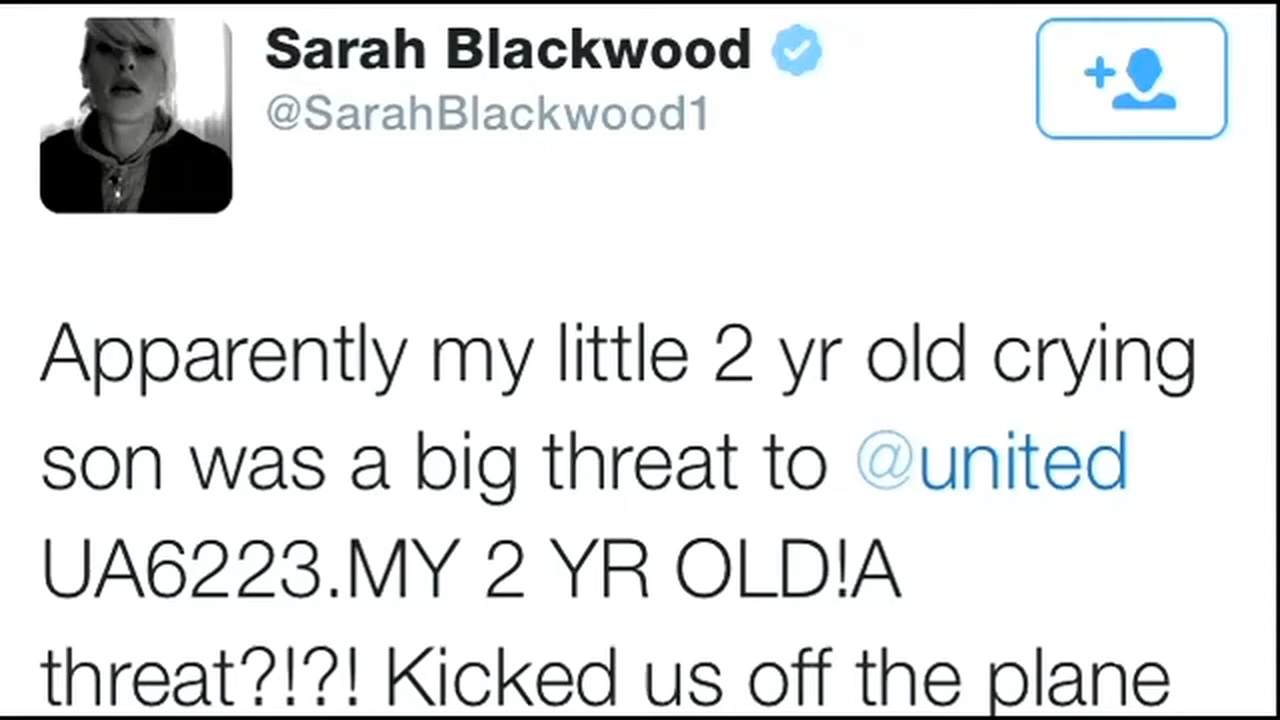 Sarah Blackwood
@SarahBlackwood1
Apparently my little 2 yr old crying
son was a big threat to @united
UA6223.MY 2 YR OLD!A
threat?!?! Kicked us off the plane